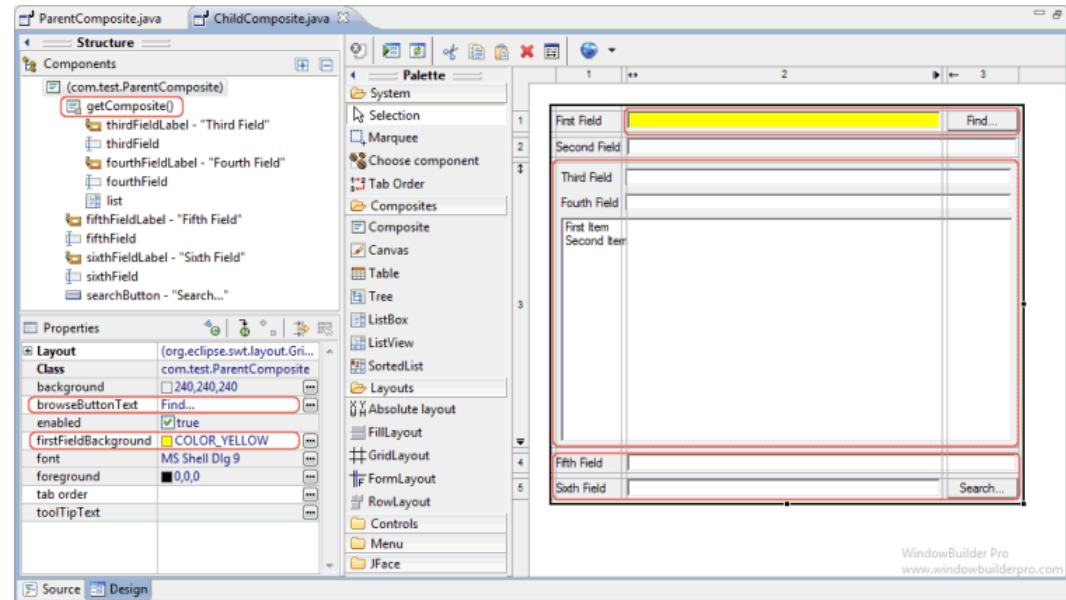 ParentComposite.java
ChildComposite.java
Structure
Components
(com.test.ParentComposite)
getComposite()
thirdFieldLabel - "Third Field"
thirdField
fourthFieldLabel - "Fourth Field"
fourthField
list
fifthFieldLabel - "Fifth Field"
fifthField
sixthFieldLabel - "Sixth Field"
sixthField
searchButton - "Search..."
Properties
Layout (org.eclipse.swt.layout.Gri...
Class com.test.ParentComposite
background 240,240,240
browseButtonText Find...
enabled true
firstFieldBackground COLOR_YELLOW
font MS Shell Dlg 9
foreground 0,0,0
tab order
toolTipText
Source Design
Palette
System
Selection
Marquee
Choose component
Tab Order
Composites
Composite
Canvas
Table
Tree
ListBox
ListView
SortedList
Layouts
Absolute layout
FillLayout
GridLayout
FormLayout
RowLayout
Controls
Menu
JFace
1 2 3
1
2
3
4
5
First Field Find...
Second Field
Third Field
Fourth Field
First Item
Second Item
Fifth Field
Sixth Field Search...
WindowBuilder Pro
www.windowbuilderpro.com